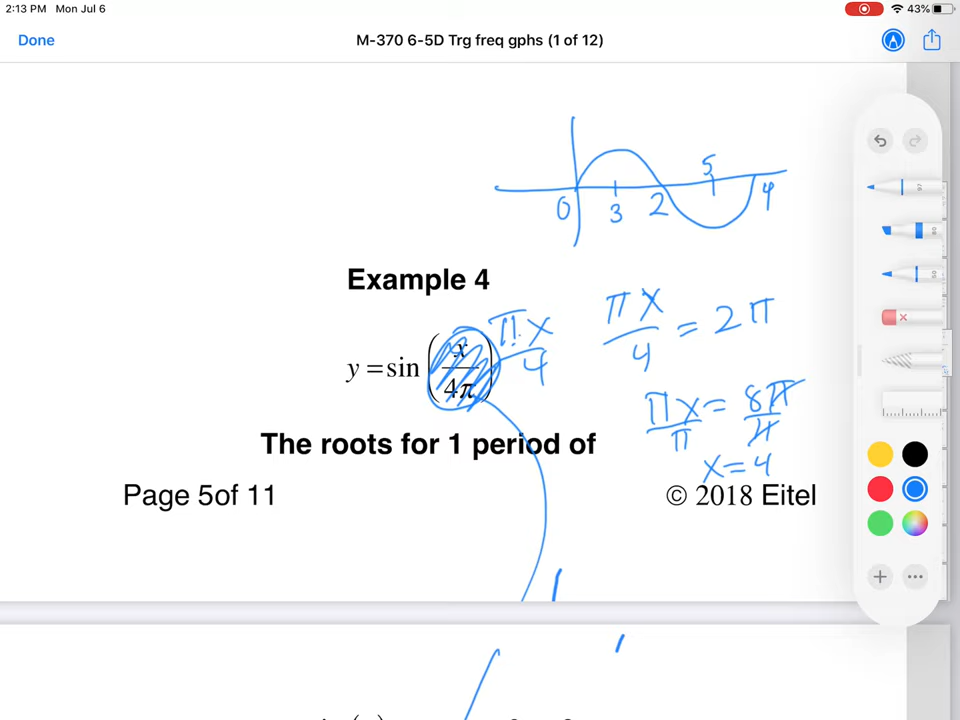 2:13 PM Mon Jul 6
43%
Done
M-370 6-5D Trg freq gphs (1 of 12)
0 3 2 5 4
Example 4
y = sin(x/4π)
πx/4
πx/4 = 2π
πx/π = 8π/π
x = 4
The roots for 1 period of
Page 5of 11
© 2018 Eitel